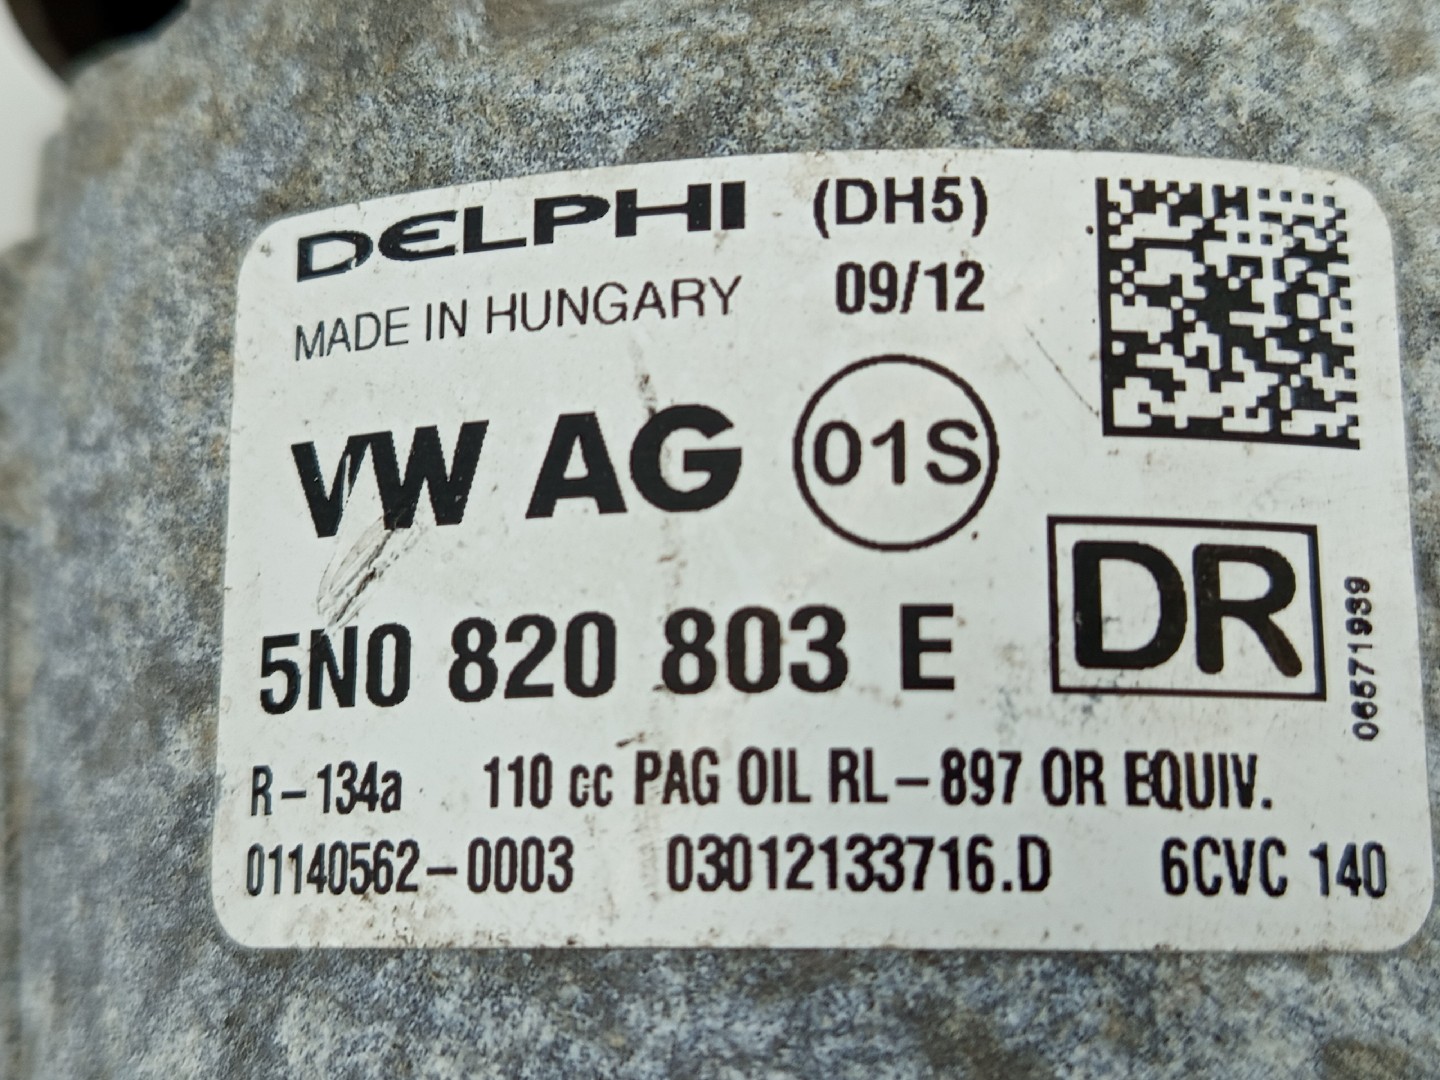 DELPHI (DH5)
MADE IN HUNGARY 09/12
VW AG 01S
5N0 820 803 E DR
06571939
R-134a 110 cc PAG OIL RL-897 OR EQUIV.
01140562-0003 03012133716.D 6CVC 140